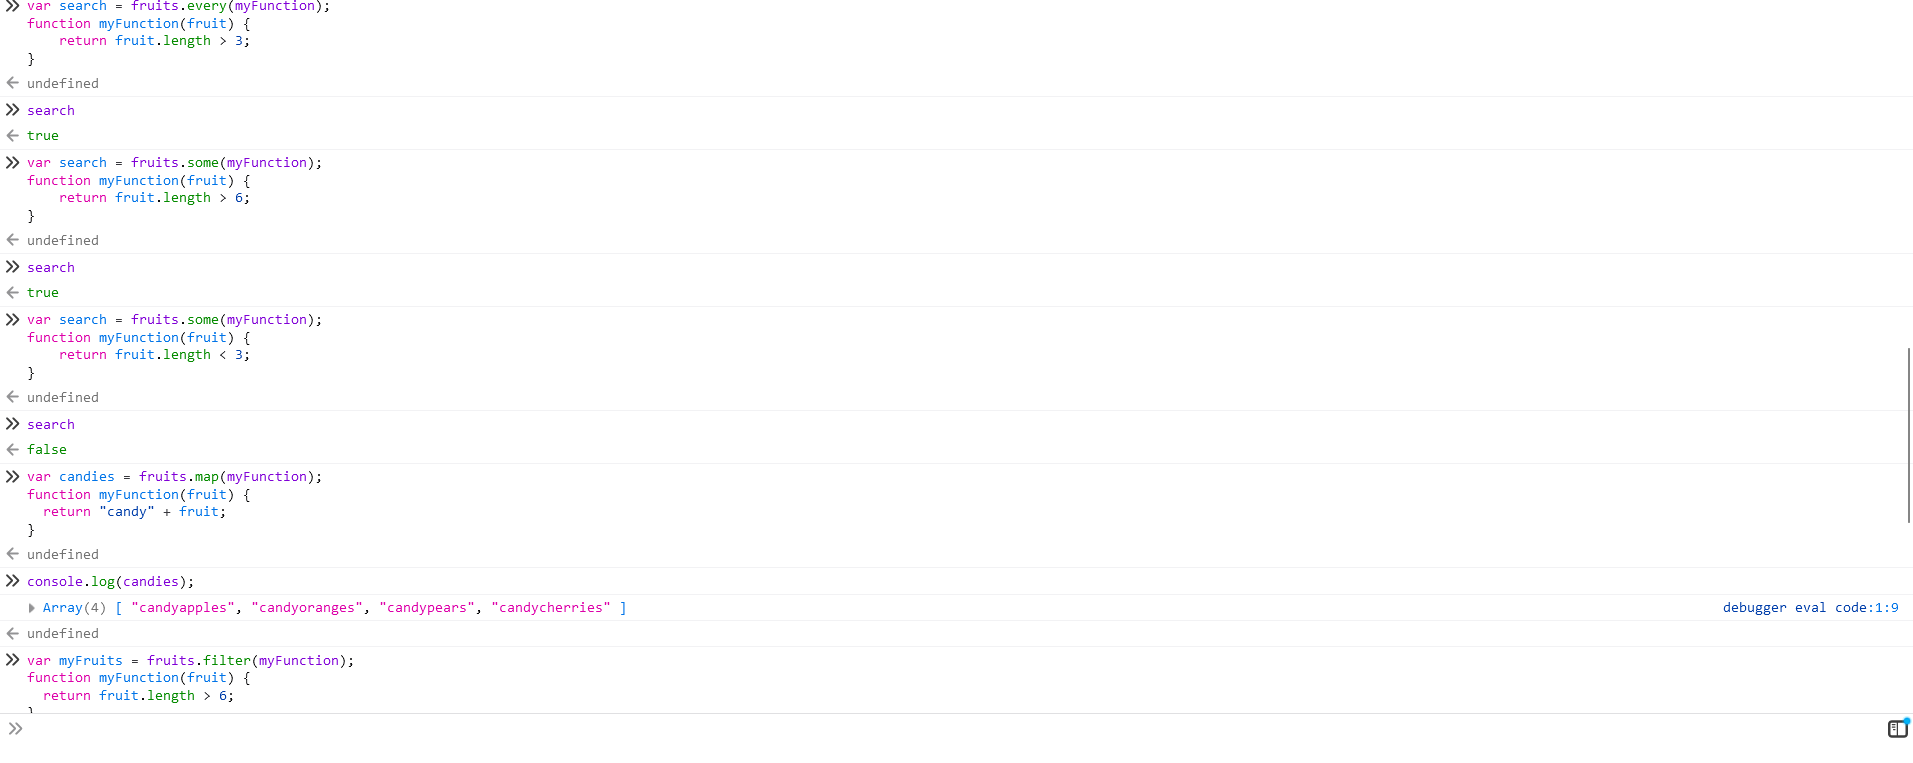 var search = fruits.every(myFunction);
function myFunction(fruit) {
    return fruit.length > 3;
}
undefined
search
true
var search = fruits.some(myFunction);
function myFunction(fruit) {
    return fruit.length > 6;
}
undefined
search
true
var search = fruits.some(myFunction);
function myFunction(fruit) {
    return fruit.length < 3;
}
undefined
search
false
var candies = fruits.map(myFunction);
function myFunction(fruit) {
  return "candy" + fruit;
}
undefined
console.log(candies);
Array(4) [ "candyapples", "candyoranges", "candypears", "candycherries" ] debugger eval code:1:9
undefined
var myFruits = fruits.filter(myFunction);
function myFunction(fruit) {
  return fruit.length > 6;
}